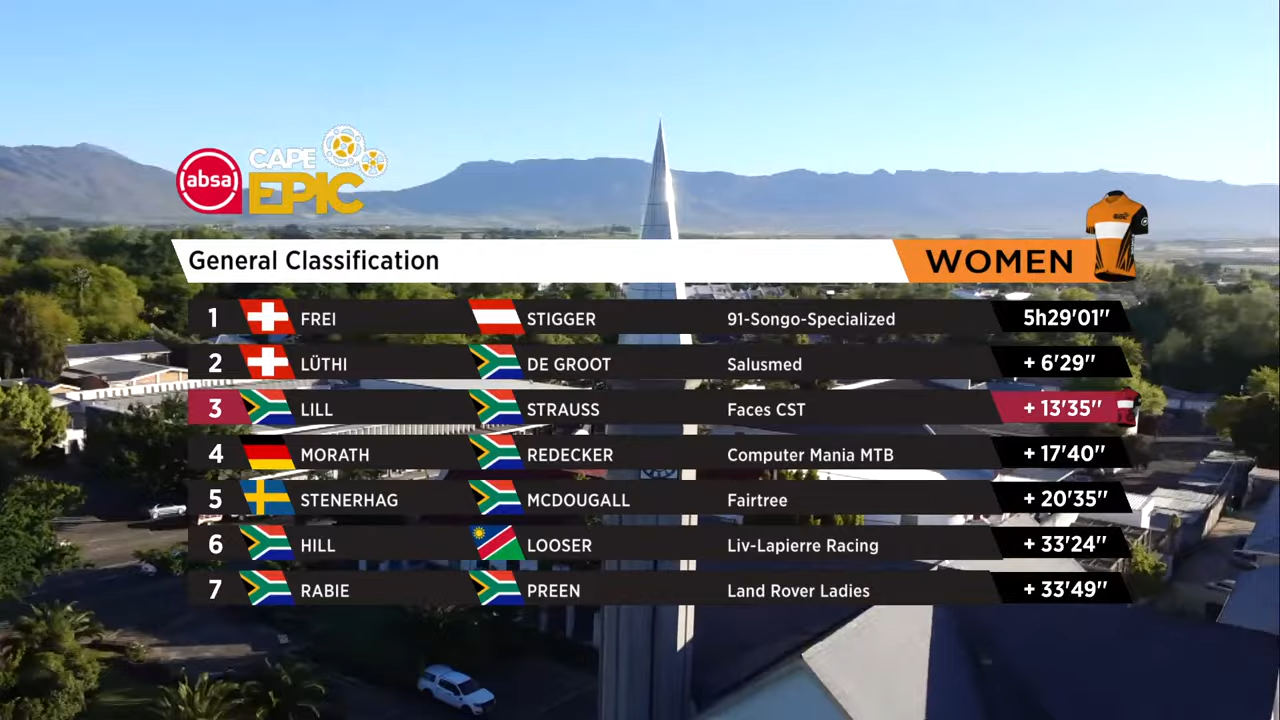 absa
CAPE
EPIC
General Classification WOMEN
1 FREI STIGGER 91-Songo-Specialized 5h29'01''
2 LÜTHI DE GROOT Salusmed + 6'29''
3 LILL STRAUSS Faces CST + 13'35''
4 MORATH REDECKER Computer Mania MTB + 17'40''
5 STENERHAG MCDOUGALL Fairtree + 20'35''
6 HILL LOOSER Liv-Lapierre Racing + 33'24''
7 RABIE PREEN Land Rover Ladies + 33'49''